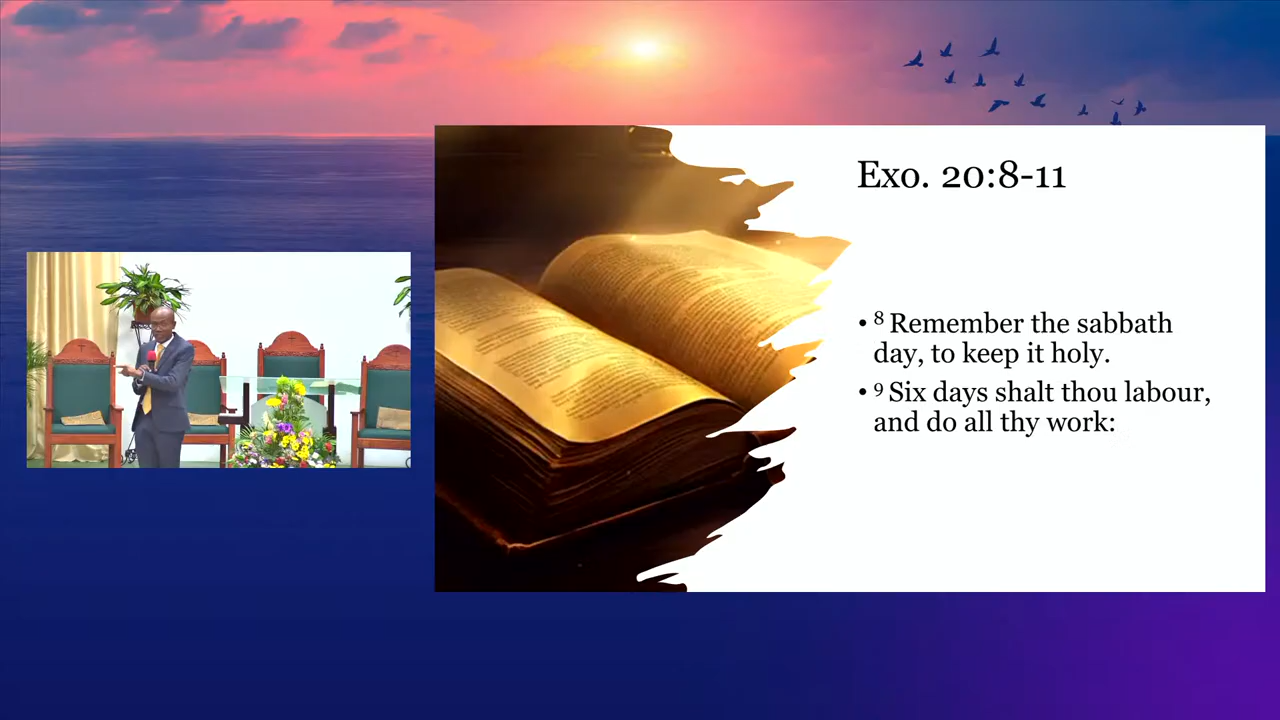 Exo. 20:8-11
• 8 Remember the sabbath
day, to keep it holy.
• 9 Six days shalt thou labour,
and do all thy work: